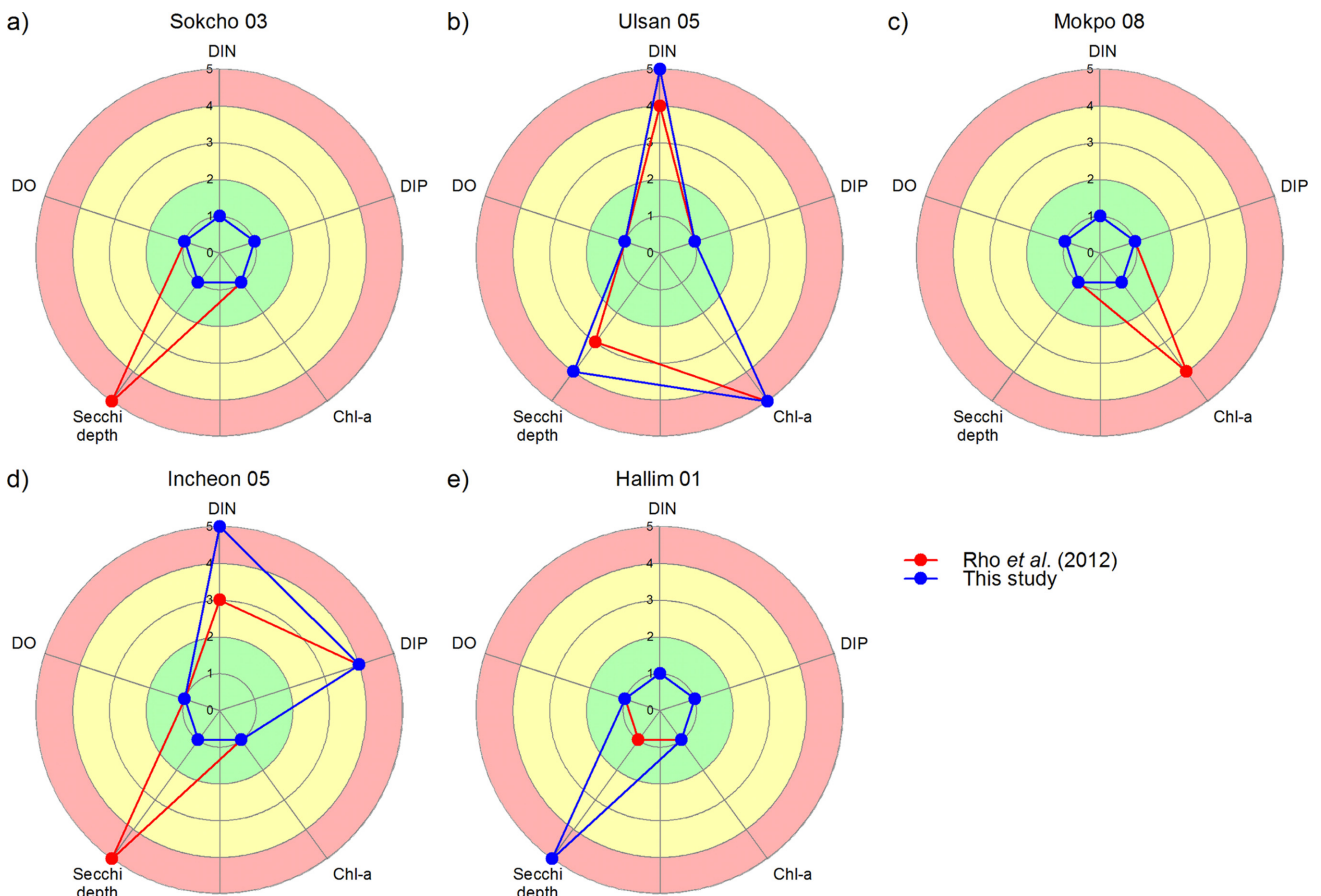 a)
Sokcho 03
DIN
5
4
3
2
1
0
DO
DIP
Secchi
depth
Chl-a
b)
Ulsan 05
DIN
5
4
3
2
1
0
DO
DIP
Secchi
depth
Chl-a
c)
Mokpo 08
DIN
5
4
3
2
1
0
DO
DIP
Secchi
depth
Chl-a
d)
Incheon 05
DIN
5
4
3
2
1
0
DO
DIP
Secchi
depth
Chl-a
e)
Hallim 01
DIN
5
4
3
2
1
0
DO
DIP
Secchi
depth
Chl-a
Rho et al. (2012)
This study